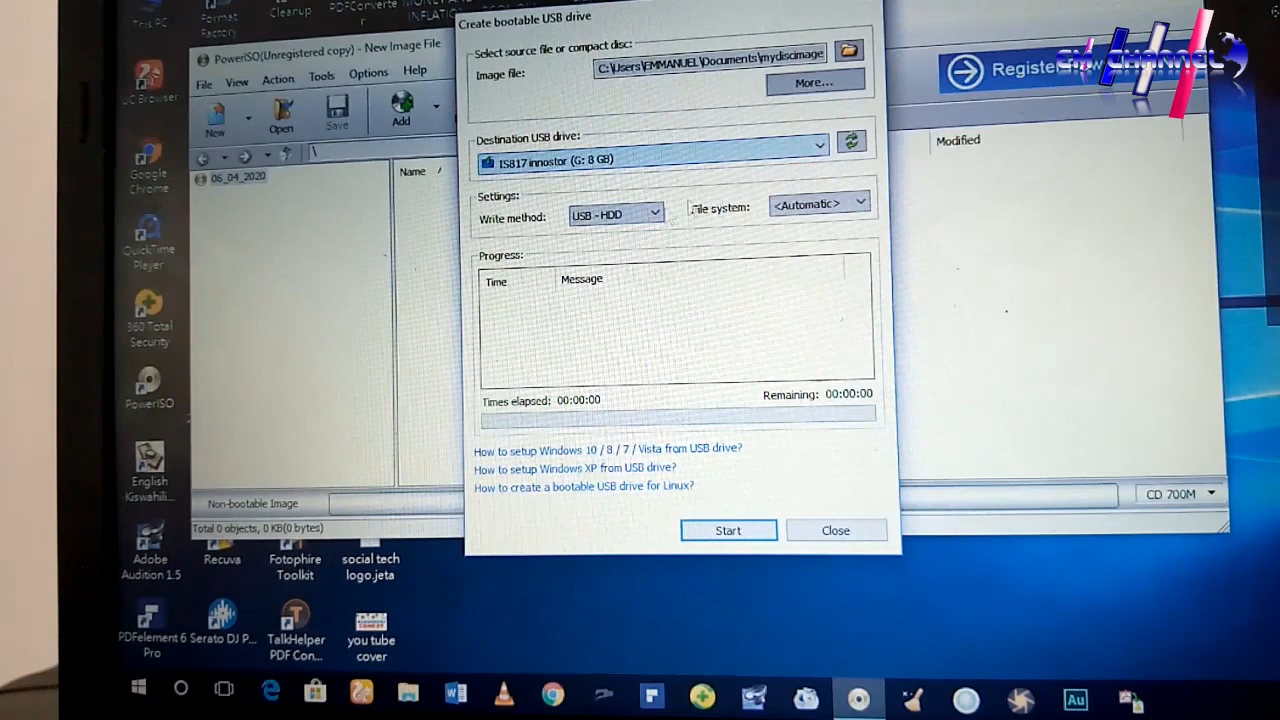 This PC
Format
Factory
Cleanup
PDFConverte
r
INFLATIO
UC Browser
Google
Chrome
QuickTime
Player
360 Total
Security
PowerISO
English
Kiswahili...
Adobe
Audition 1.5
PDFelement 6
Pro
Recuva
Fotophire
Toolkit
social tech
logo.jeta
Serato DJ P...
TalkHelper
PDF Con...
you tube
cover
PowerISO(Unregistered copy) - New Image File
File View Action Tools Options Help
New
Open
Save
Add
\
06_04_2020
Name
Modified
Register
EM CHANNEL
Non-bootable Image
CD 700M
Total 0 objects, 0 KB(0 bytes)
Create bootable USB drive
Select source file or compact disc:
Image file:
C:\Users\EMMANUEL\Documents\mydiscimage
More...
Destination USB drive:
IS817 innostor (G: 8 GB)
Settings:
Write method:
USB - HDD
File system:
<Automatic>
Progress:
Time
Message
Times elapsed: 00:00:00
Remaining: 00:00:00
How to setup Windows 10 / 8 / 7 / Vista from USB drive?
How to setup Windows XP from USB drive?
How to create a bootable USB drive for Linux?
Start
Close
Au